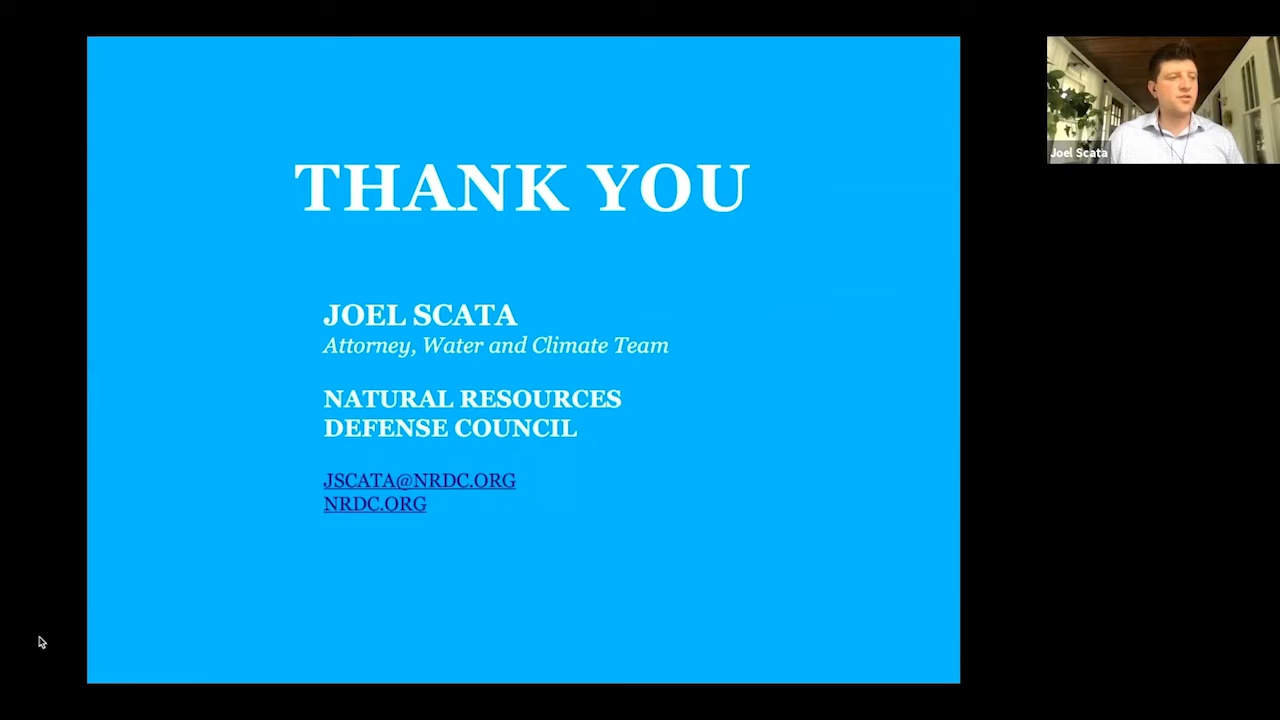 THANK YOU
JOEL SCATA
Attorney, Water and Climate Team
NATURAL RESOURCES
DEFENSE COUNCIL
JSCATA@NRDC.ORG
NRDC.ORG
Joel Scata